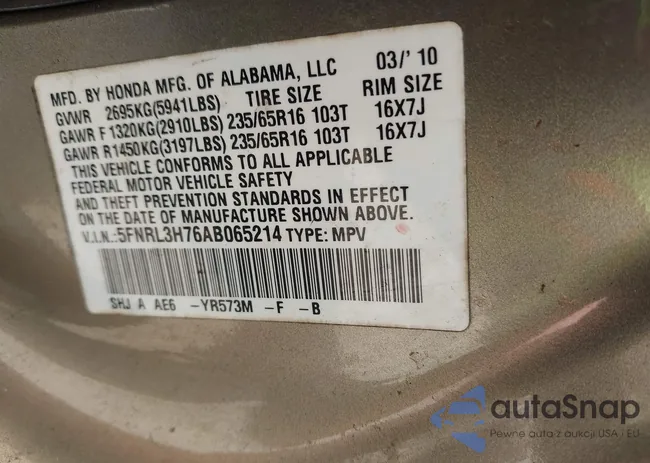 MFD. BY HONDA MFG. OF ALABAMA, LLC 03/' 10
GVWR 2695KG(5941LBS) TIRE SIZE RIM SIZE
GAWR F1320KG(2910LBS) 235/65R16 103T 16X7J
GAWR R1450KG(3197LBS) 235/65R16 103T 16X7J
THIS VEHICLE CONFORMS TO ALL APPLICABLE
FEDERAL MOTOR VEHICLE SAFETY
AND THEFT PREVENTION STANDARDS IN EFFECT
ON THE DATE OF MANUFACTURE SHOWN ABOVE.
V.I.N.:5FNRL3H76AB065214 TYPE: MPV
SHJ A AE6 -YR573M -F -B
autaSnap
Pewne auta z aukcji USA i EU